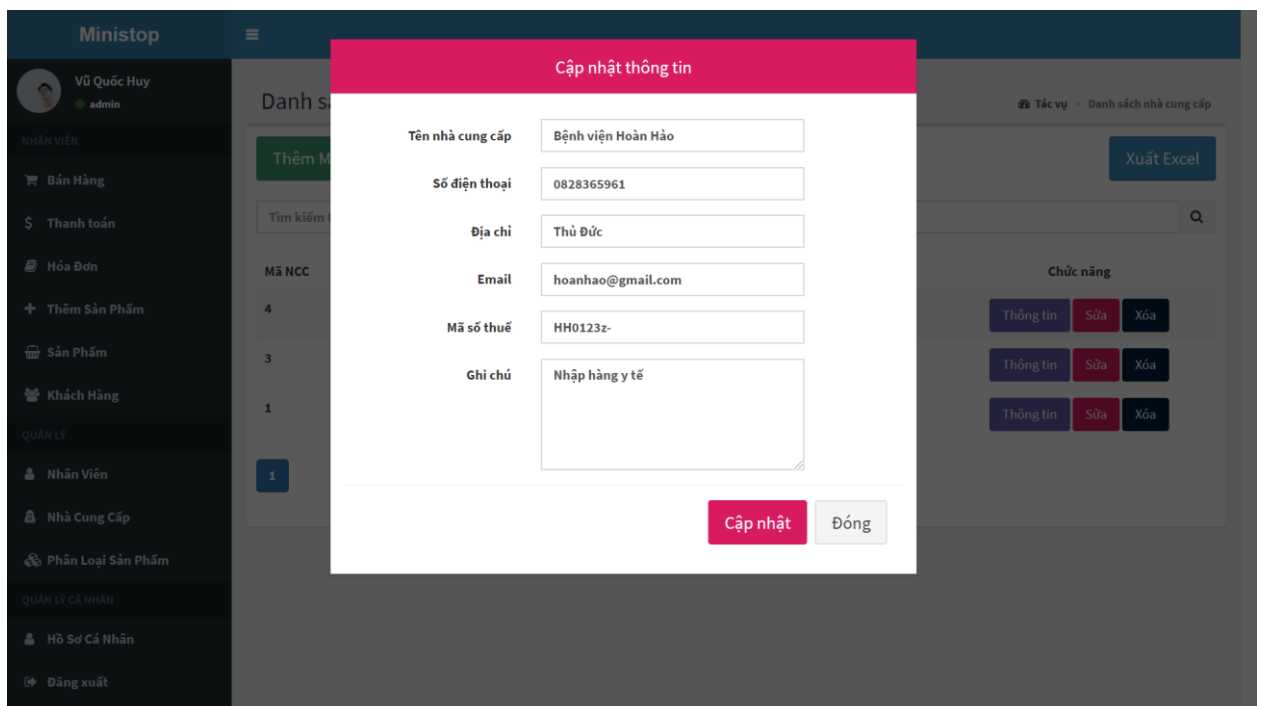 Ministop
Vũ Quốc Huy
admin
NHÂN VIÊN
Bán Hàng
$ Thanh toán
Hóa Đơn
Thêm Sản Phẩm
Sản Phẩm
Khách Hàng
QUẢN LÝ
Nhân Viên
Nhà Cung Cấp
Phân Loại Sản Phẩm
QUẢN LÝ CÁ NHÂN
Hồ Sơ Cá Nhân
Đăng xuất
Danh
Tác vụ > Danh sách nhà cung cấp
Thêm
Xuất Excel
Tìm kiếm
Mã NCC
Chức năng
4
Thông tin Sửa Xóa
3
Thông tin Sửa Xóa
1
Thông tin Sửa Xóa
1
Cập nhật thông tin
Tên nhà cung cấp Bệnh viện Hoàn Hảo
Số điện thoại 0828365961
Địa chỉ Thủ Đức
Email hoanhao@gmail.com
Mã số thuế HH0123z-
Ghi chú Nhập hàng y tế
Cập nhật Đóng